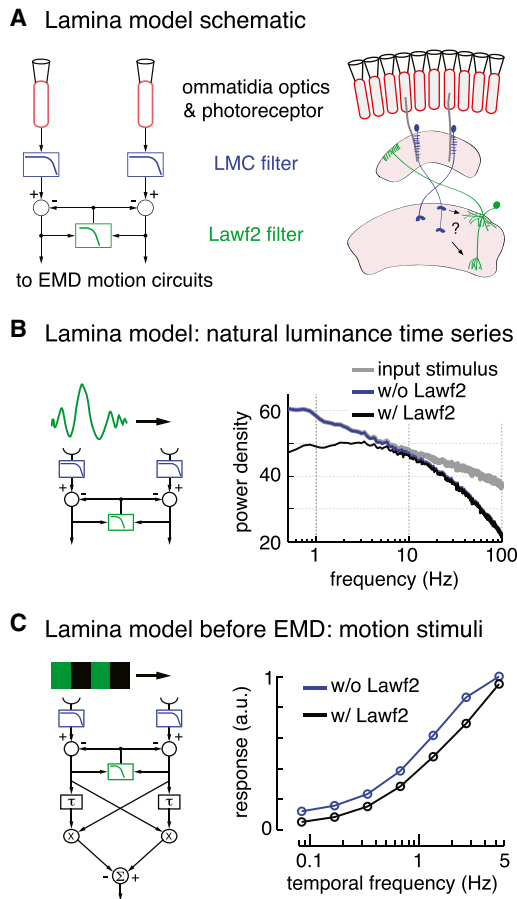 A Lamina model schematic
ommatidia optics
& photoreceptor
LMC filter
+ - - +
Lawf2 filter
?
to EMD motion circuits
B Lamina model: natural luminance time series
input stimulus
w/o Lawf2
w/ Lawf2
+ - - +
power density
60
40
20
1 10 100
frequency (Hz)
C Lamina model before EMD: motion stimuli
+ - - +
τ τ
x x
- Σ +
w/o Lawf2
w/ Lawf2
response (a.u.)
1
0
0.1 1 5
temporal frequency (Hz)